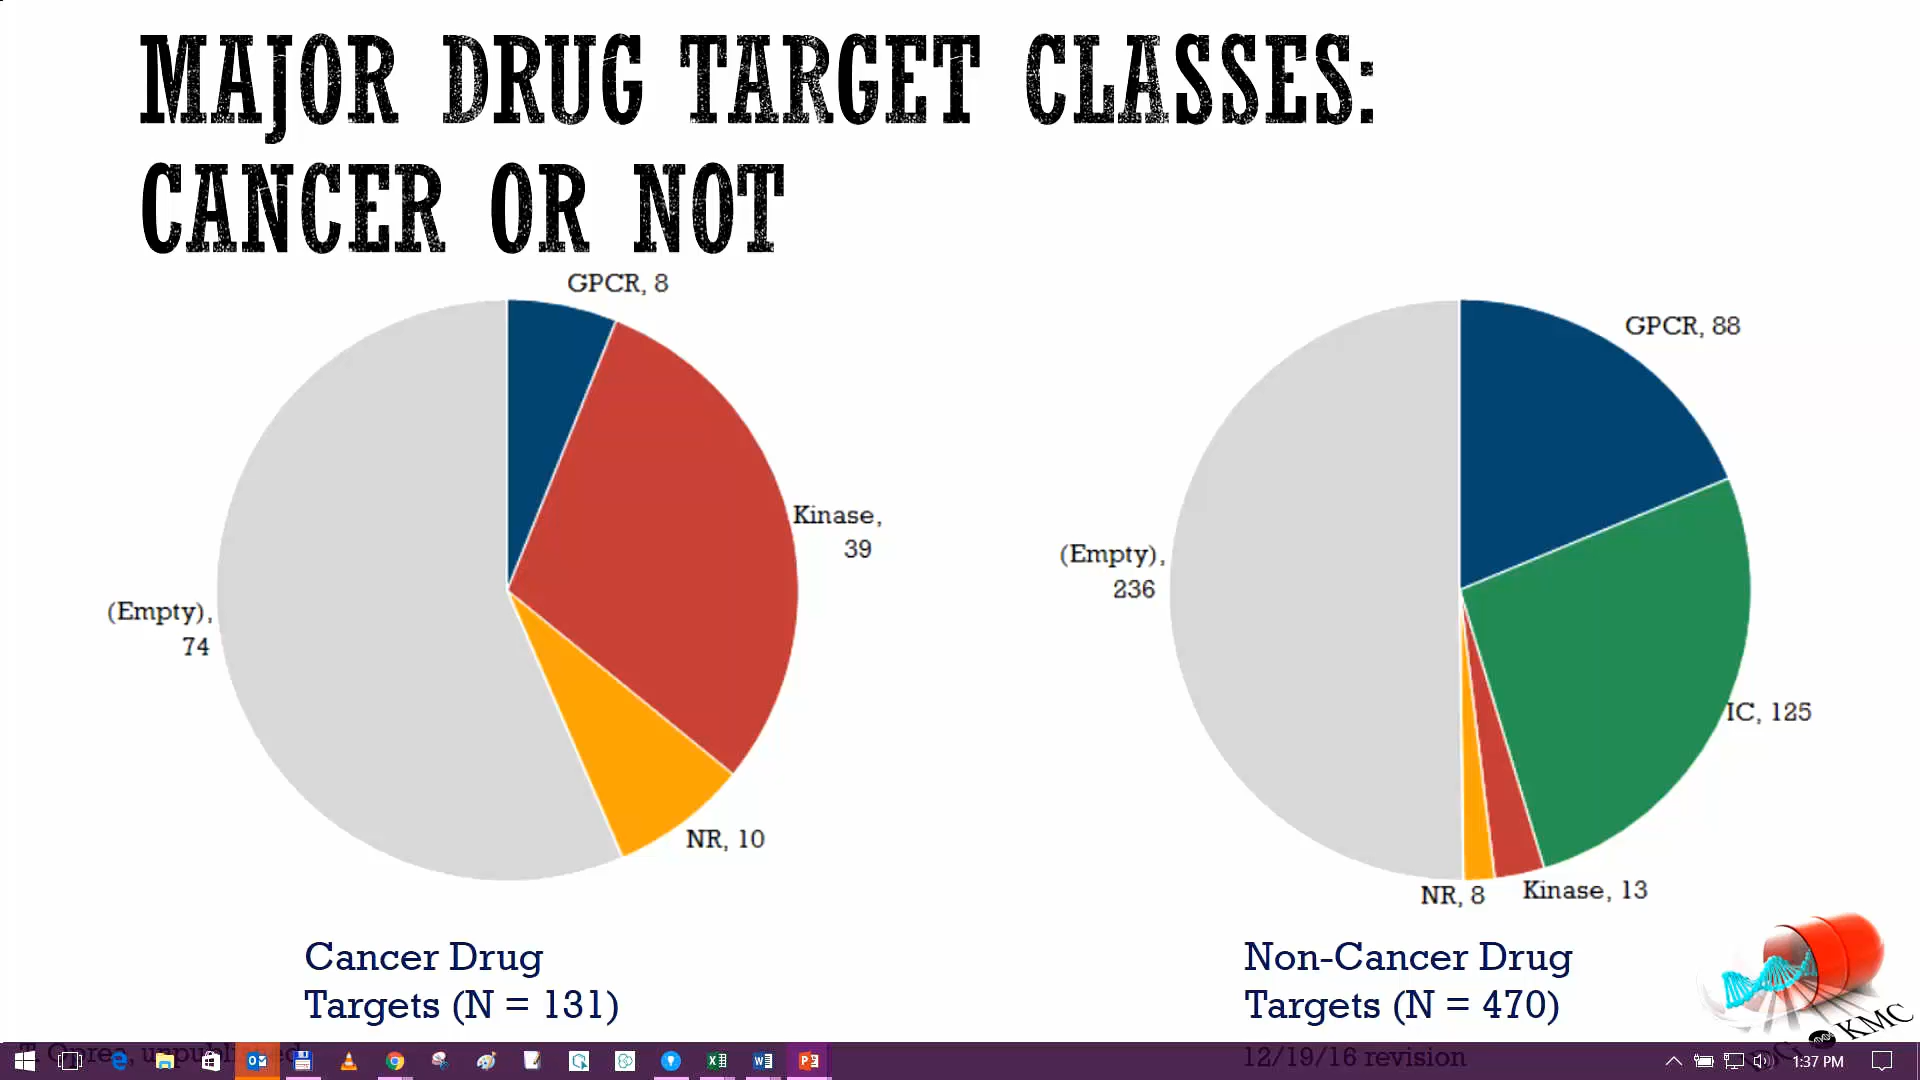 MAJOR DRUG TARGET CLASSES:
CANCER OR NOT
GPCR, 8
Kinase,
39
(Empty),
74
NR, 10
Cancer Drug
Targets (N = 131)
GPCR, 88
(Empty),
236
IC, 125
NR, 8
Kinase, 13
Non-Cancer Drug
Targets (N = 470)
KMC
T. Oprea, unpublished
12/19/16 revision
1:37 PM